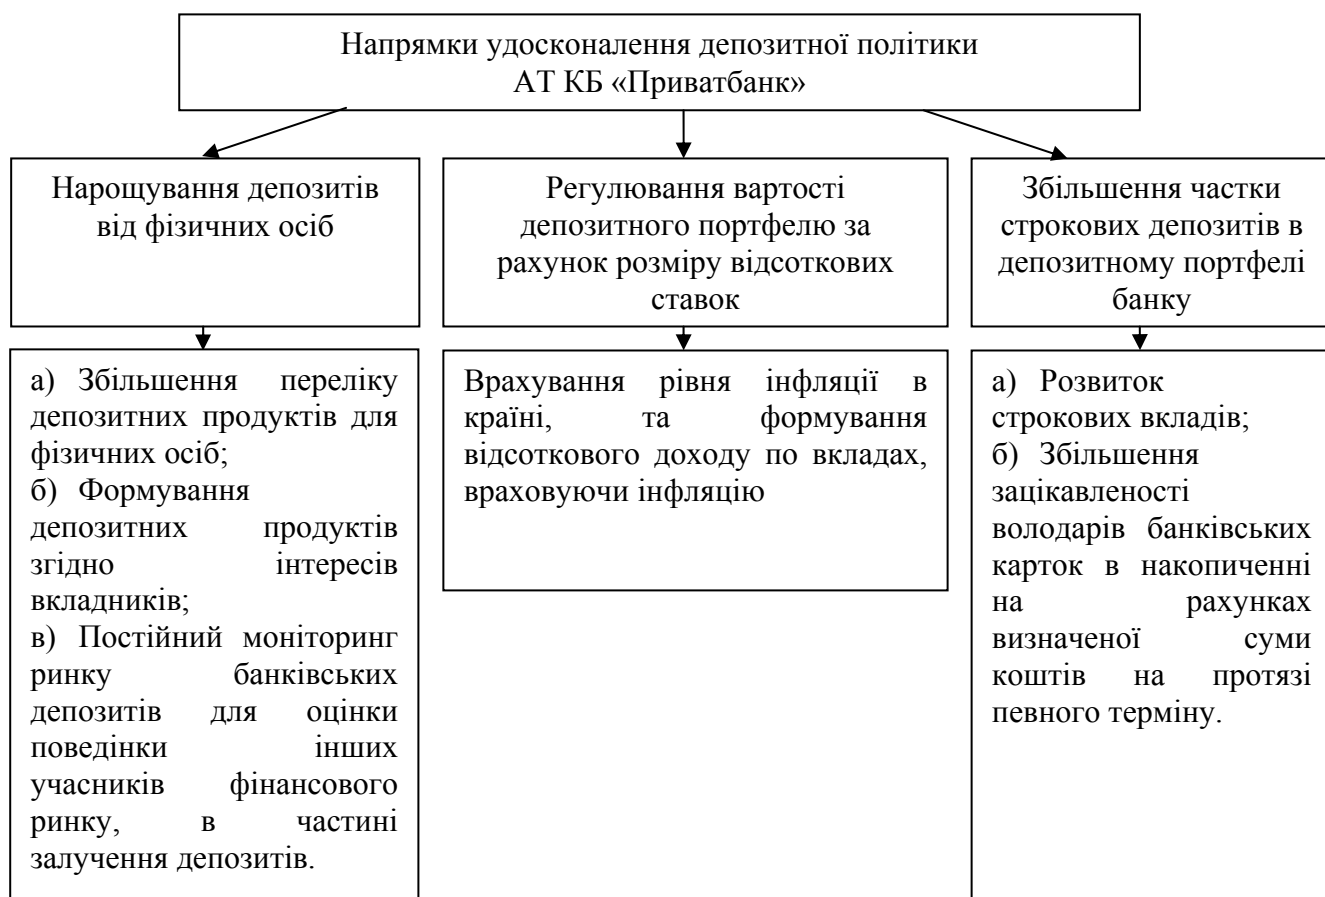 Напрямки удосконалення депозитної політики
АТ КБ «Приватбанк»
Нарощування депозитів
від фізичних осіб
Регулювання вартості
депозитного портфелю за
рахунок розміру відсоткових
ставок
Збільшення частки
строкових депозитів в
депозитному портфелі
банку
а) Збільшення переліку
депозитних продуктів для
фізичних осіб;
б) Формування
депозитних продуктів
згідно інтересів
вкладників;
в) Постійний моніторинг
ринку банківських
депозитів для оцінки
поведінки інших
учасників фінансового
ринку, в частині
залучення депозитів.
Врахування рівня інфляції в
країні, та формування
відсоткового доходу по вкладах,
враховуючи інфляцію
а) Розвиток
строкових вкладів;
б) Збільшення
зацікавленості
володарів банківських
карток в накопиченні
на рахунках
визначеної суми
коштів на протязі
певного терміну.